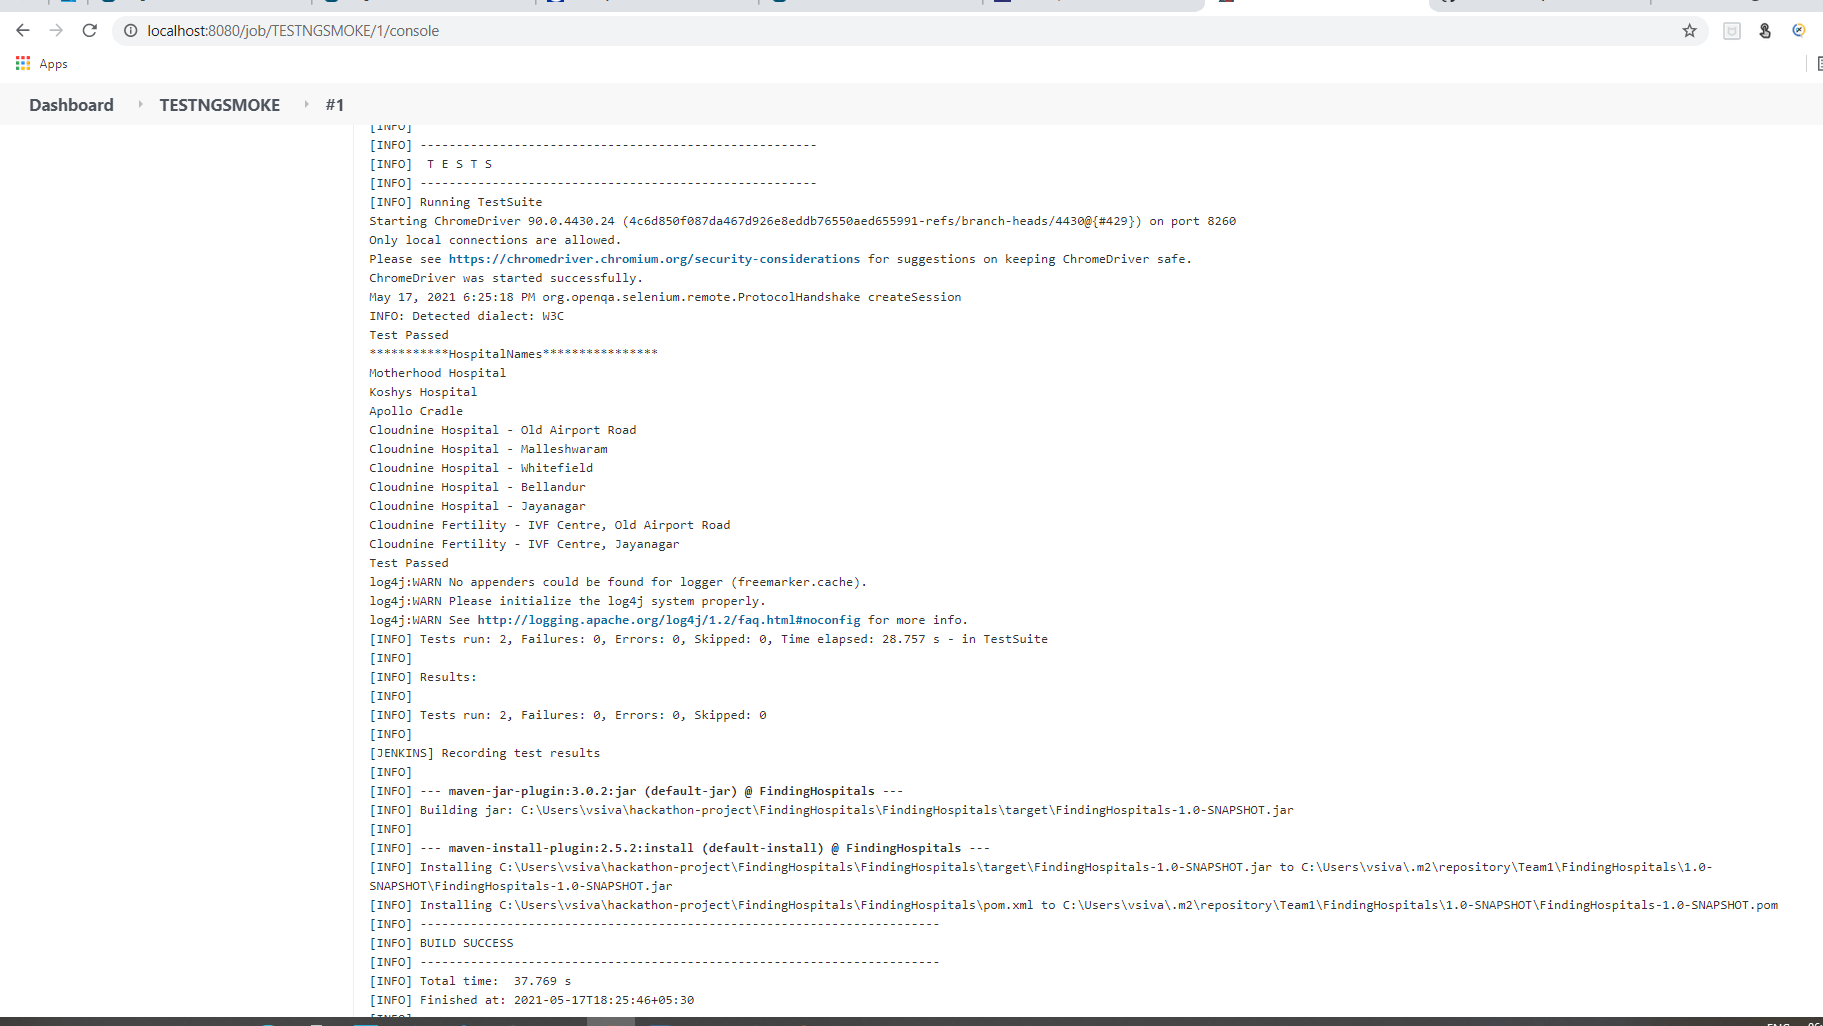 localhost:8080/job/TESTNGSMOKE/1/console
Apps
Dashboard TESTNGSMOKE #1
[INFO]
[INFO] -------------------------------------------------------
[INFO]  T E S T S
[INFO] -------------------------------------------------------
[INFO] Running TestSuite
Starting ChromeDriver 90.0.4430.24 (4c6d850f087da467d926e8eddb76550aed655991-refs/branch-heads/4430@{#429}) on port 8260
Only local connections are allowed.
Please see https://chromedriver.chromium.org/security-considerations for suggestions on keeping ChromeDriver safe.
ChromeDriver was started successfully.
May 17, 2021 6:25:18 PM org.openqa.selenium.remote.ProtocolHandshake createSession
INFO: Detected dialect: W3C
Test Passed
***********HospitalNames****************
Motherhood Hospital
Koshys Hospital
Apollo Cradle
Cloudnine Hospital - Old Airport Road
Cloudnine Hospital - Malleshwaram
Cloudnine Hospital - Whitefield
Cloudnine Hospital - Bellandur
Cloudnine Hospital - Jayanagar
Cloudnine Fertility - IVF Centre, Old Airport Road
Cloudnine Fertility - IVF Centre, Jayanagar
Test Passed
log4j:WARN No appenders could be found for logger (freemarker.cache).
log4j:WARN Please initialize the log4j system properly.
log4j:WARN See http://logging.apache.org/log4j/1.2/faq.html#noconfig for more info.
[INFO] Tests run: 2, Failures: 0, Errors: 0, Skipped: 0, Time elapsed: 28.757 s - in TestSuite
[INFO]
[INFO] Results:
[INFO]
[INFO] Tests run: 2, Failures: 0, Errors: 0, Skipped: 0
[INFO]
[JENKINS] Recording test results
[INFO]
[INFO] --- maven-jar-plugin:3.0.2:jar (default-jar) @ FindingHospitals ---
[INFO] Building jar: C:\Users\vsiva\hackathon-project\FindingHospitals\FindingHospitals\target\FindingHospitals-1.0-SNAPSHOT.jar
[INFO]
[INFO] --- maven-install-plugin:2.5.2:install (default-install) @ FindingHospitals ---
[INFO] Installing C:\Users\vsiva\hackathon-project\FindingHospitals\FindingHospitals\target\FindingHospitals-1.0-SNAPSHOT.jar to C:\Users\vsiva\.m2\repository\Team1\FindingHospitals\1.0-
SNAPSHOT\FindingHospitals-1.0-SNAPSHOT.jar
[INFO] Installing C:\Users\vsiva\hackathon-project\FindingHospitals\FindingHospitals\pom.xml to C:\Users\vsiva\.m2\repository\Team1\FindingHospitals\1.0-SNAPSHOT\FindingHospitals-1.0-SNAPSHOT.pom
[INFO] ------------------------------------------------------------------------
[INFO] BUILD SUCCESS
[INFO] ------------------------------------------------------------------------
[INFO] Total time:  37.769 s
[INFO] Finished at: 2021-05-17T18:25:46+05:30
[INFO]